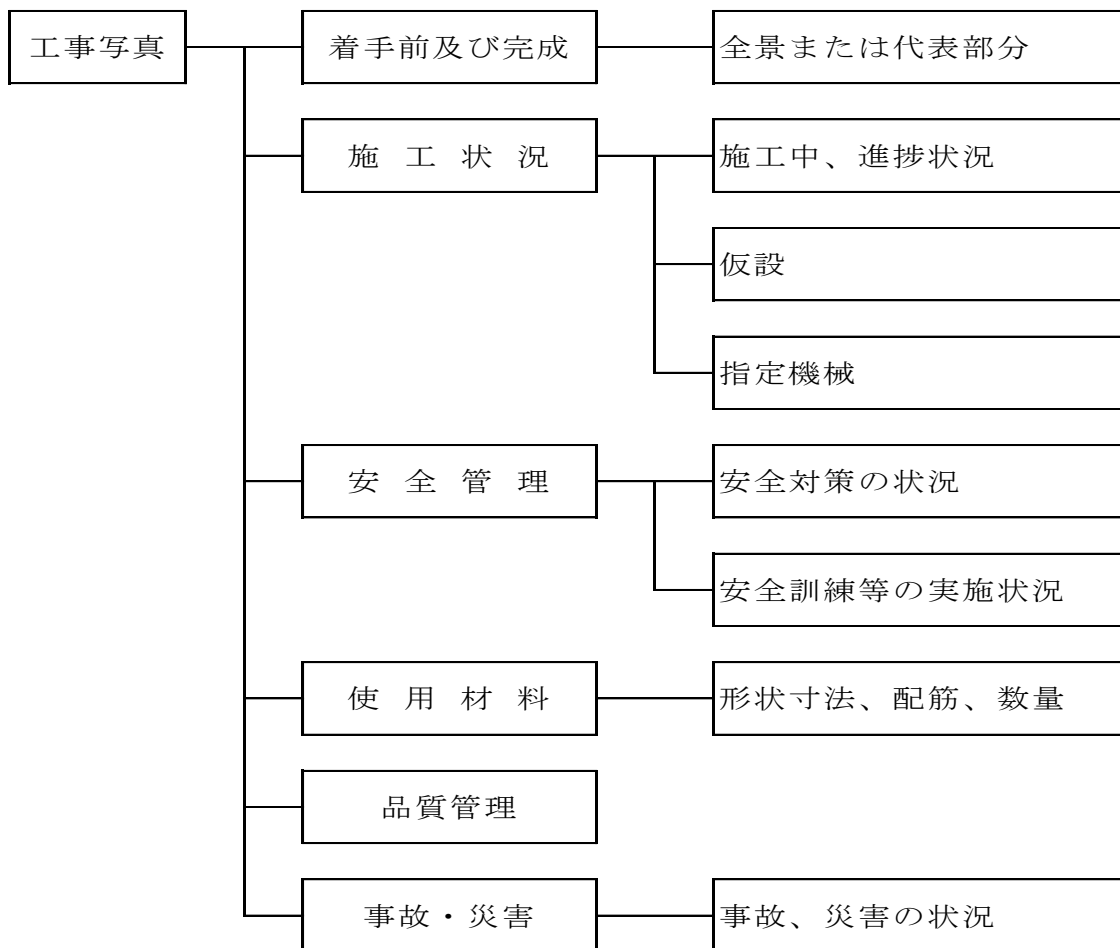 工事写真
着手前及び完成
全景または代表部分
施工状況
施工中、進捗状況
仮設
指定機械
安全管理
安全対策の状況
安全訓練等の実施状況
使用材料
形状寸法、配筋、数量
品質管理
事故・災害
事故、災害の状況